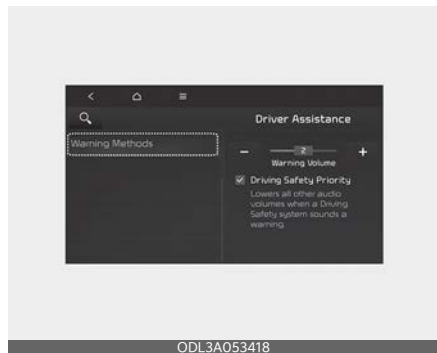 Driver Assistance
Warning Methods
2
Warning Volume
Driving Safety Priority
Lowers all other audio
volumes when a Driving
Safety system sounds a
warning
ODL3A053418